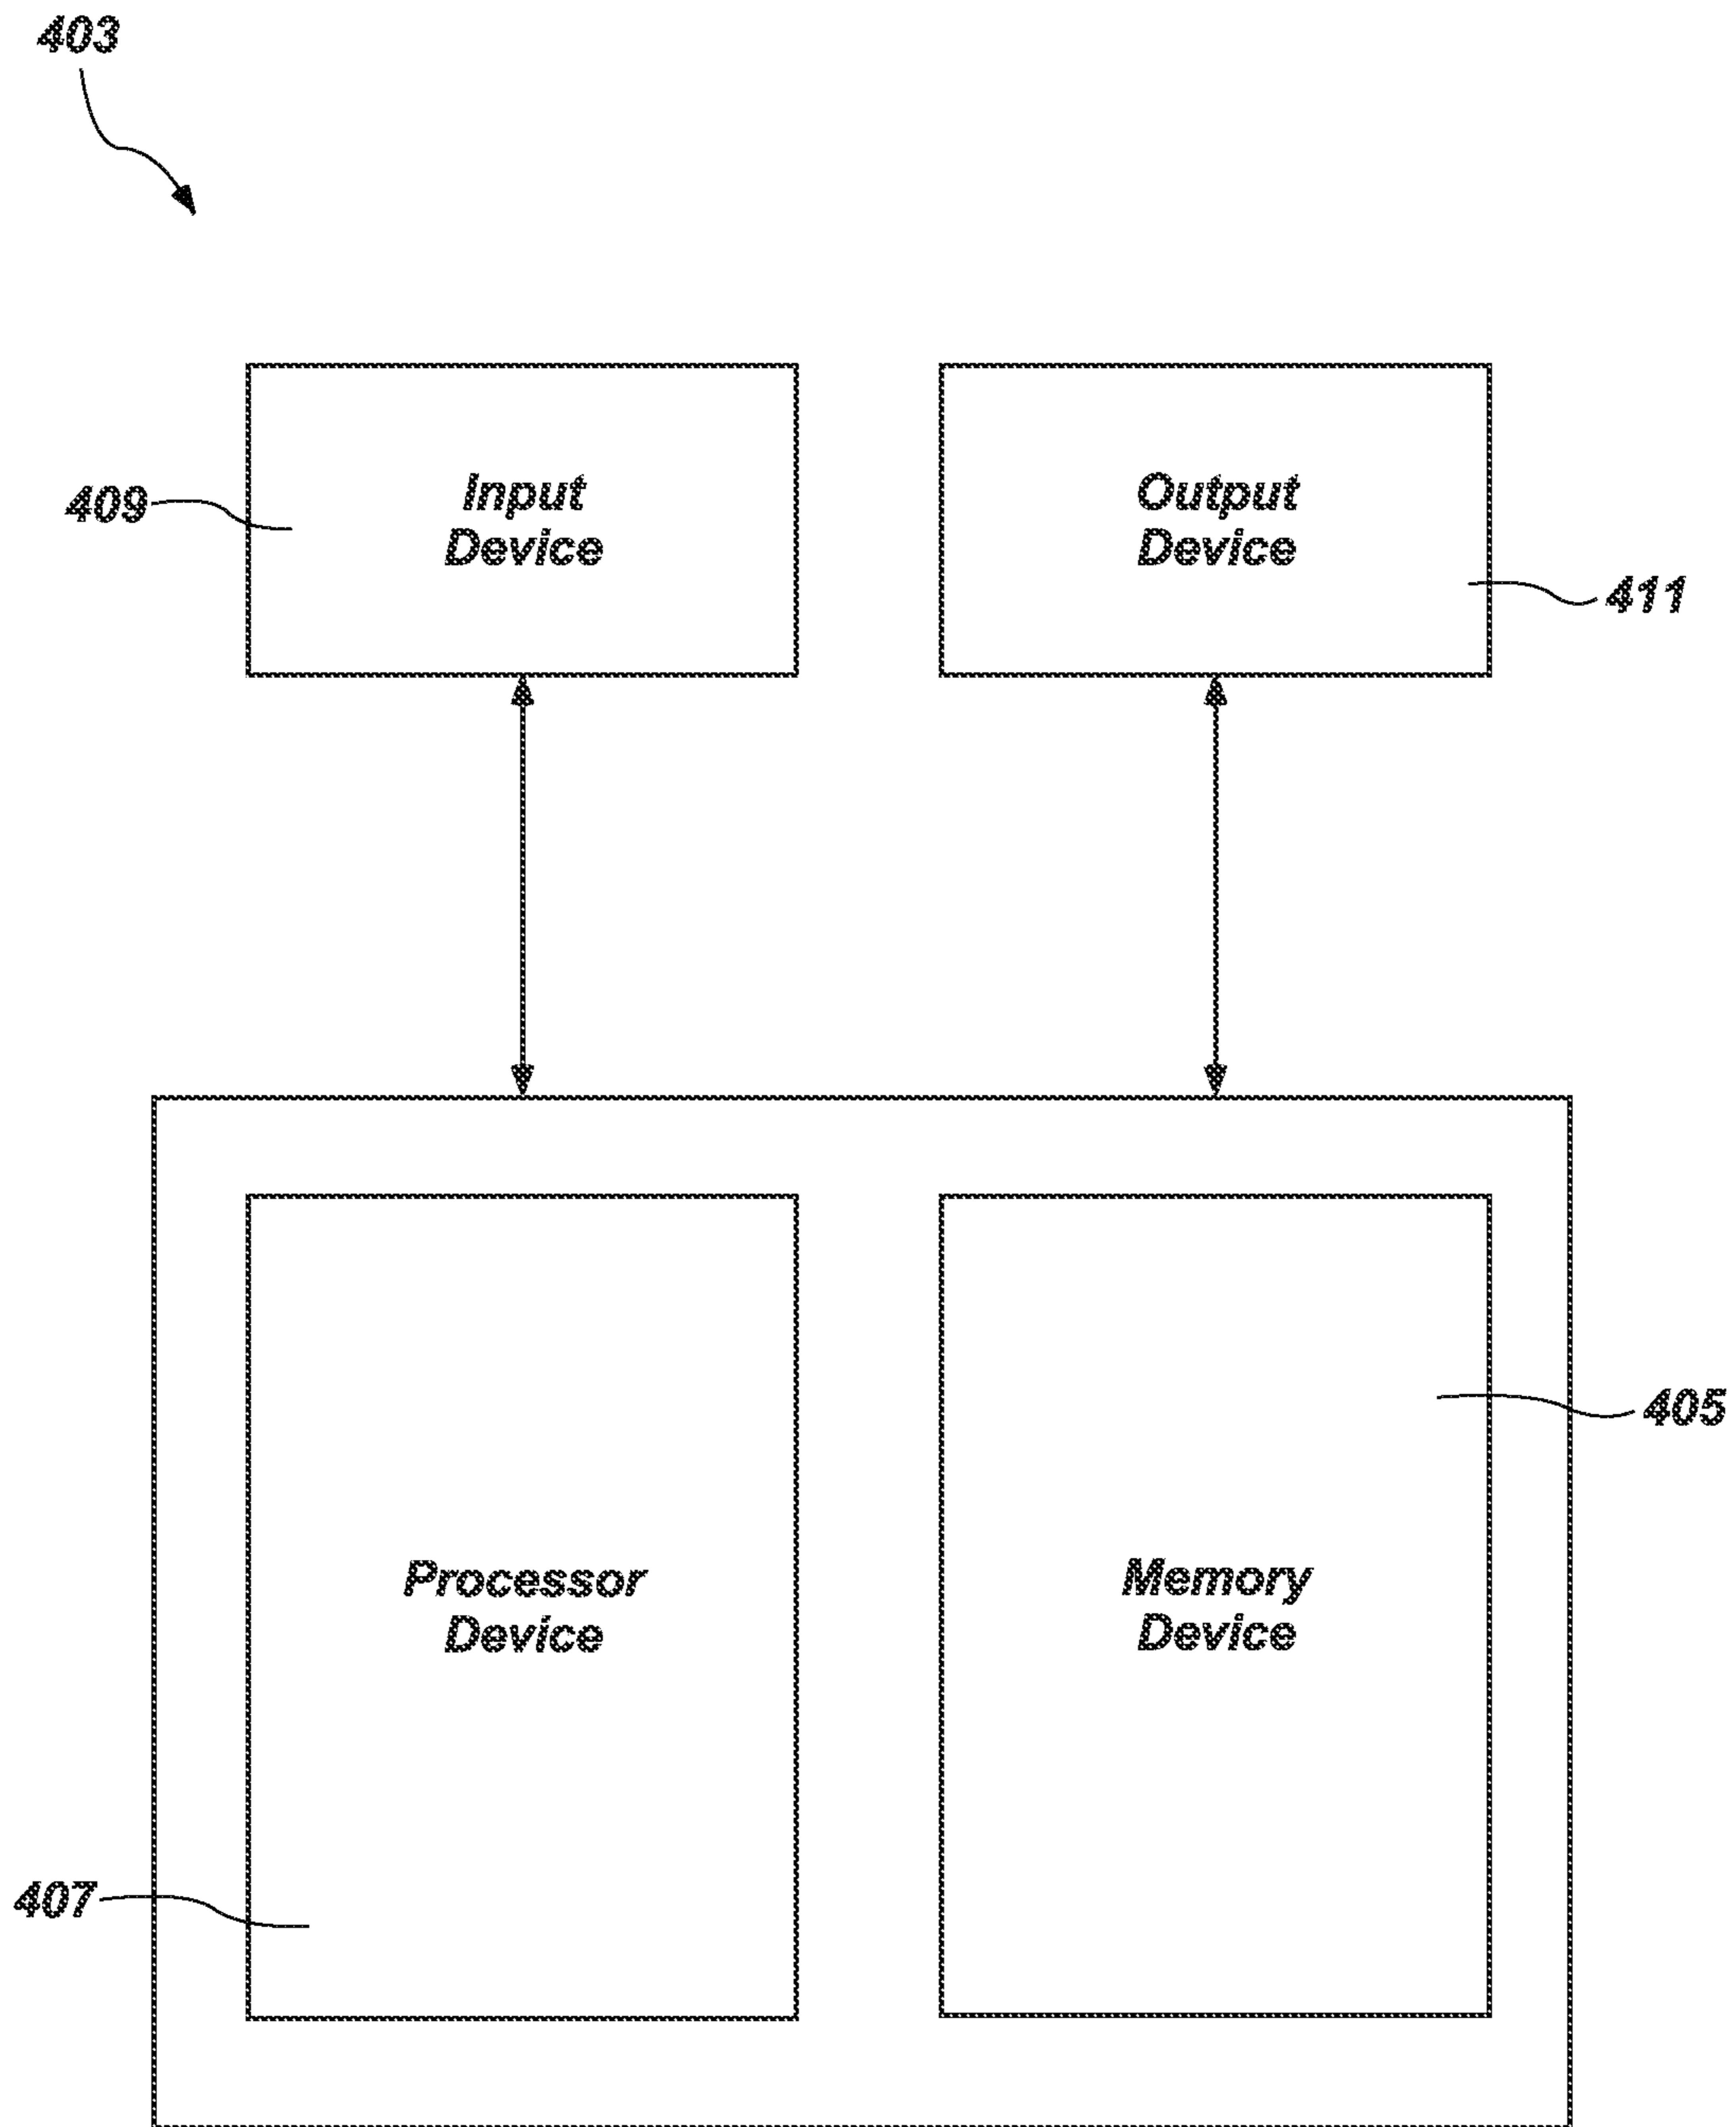 403
Input
Device
409
Output
Device
411
405
Processor
Device
Memory
Device
407